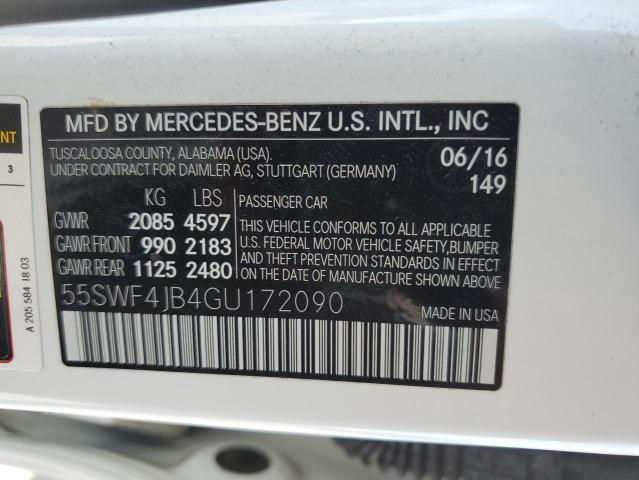 MFD BY MERCEDES-BENZ U.S. INTL., INC
TUSCALOOSA COUNTY, ALABAMA (USA).
UNDER CONTRACT FOR DAIMLER AG, STUTTGART (GERMANY)
06/16
149
KG LBS
GVWR 2085 4597
GAWR FRONT 990 2183
GAWR REAR 1125 2480
PASSENGER CAR
THIS VEHICLE CONFORMS TO ALL APPLICABLE
U.S. FEDERAL MOTOR VEHICLE SAFETY,BUMPER
AND THEFT PREVENTION STANDARDS IN EFFECT
ON THE DATE OF MANUFACTURE SHOWN ABOVE.
55SWF4JB4GU172090
MADE IN USA
3
A 205 584 18 03